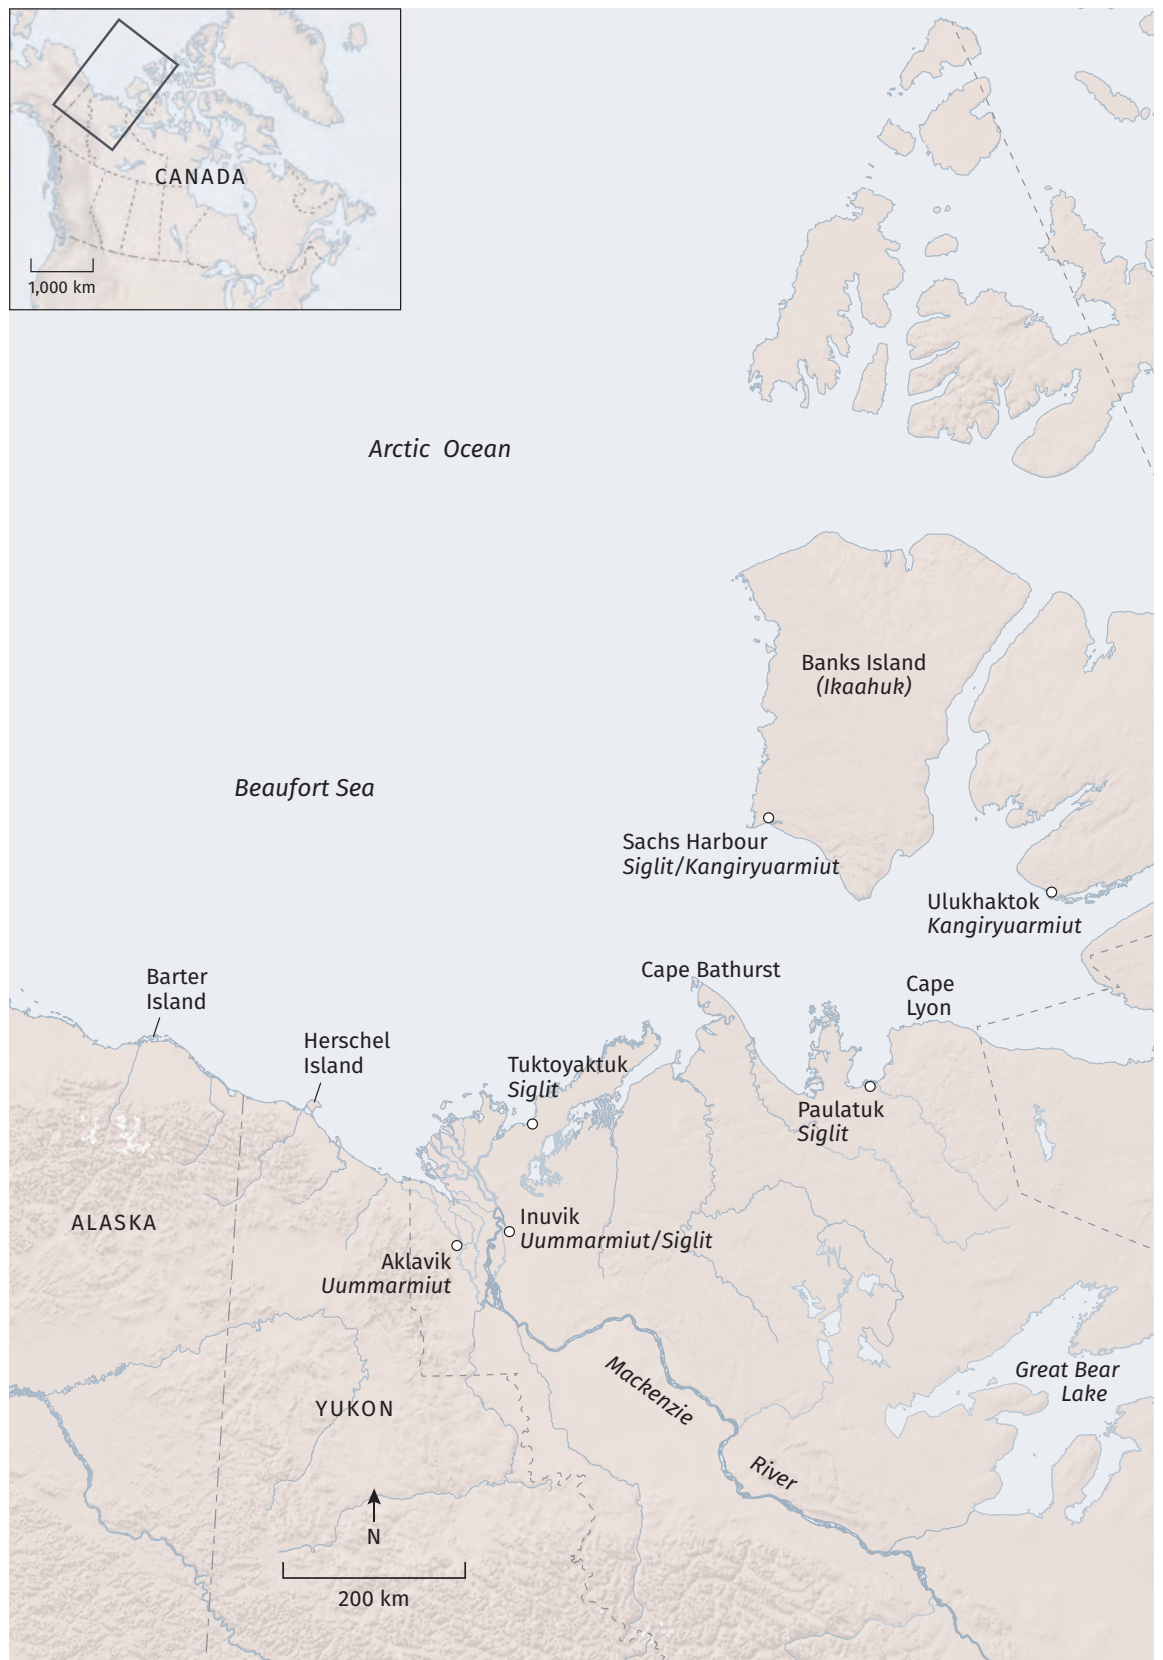 CANADA
1,000 km
Arctic Ocean
Banks Island
(Ikaahuk)
Beaufort Sea
Sachs Harbour
Siglit/Kangiryuarmiut
Ulukhaktok
Kangiryuarmiut
Cape Bathurst
Barter
Island
Cape
Lyon
Herschel
Island
Tuktoyaktuk
Siglit
Paulatuk
Siglit
ALASKA
Inuvik
Uummarmiut/Siglit
Aklavik
Uummarmiut
Great Bear
Lake
Mackenzie
River
YUKON
N
200 km